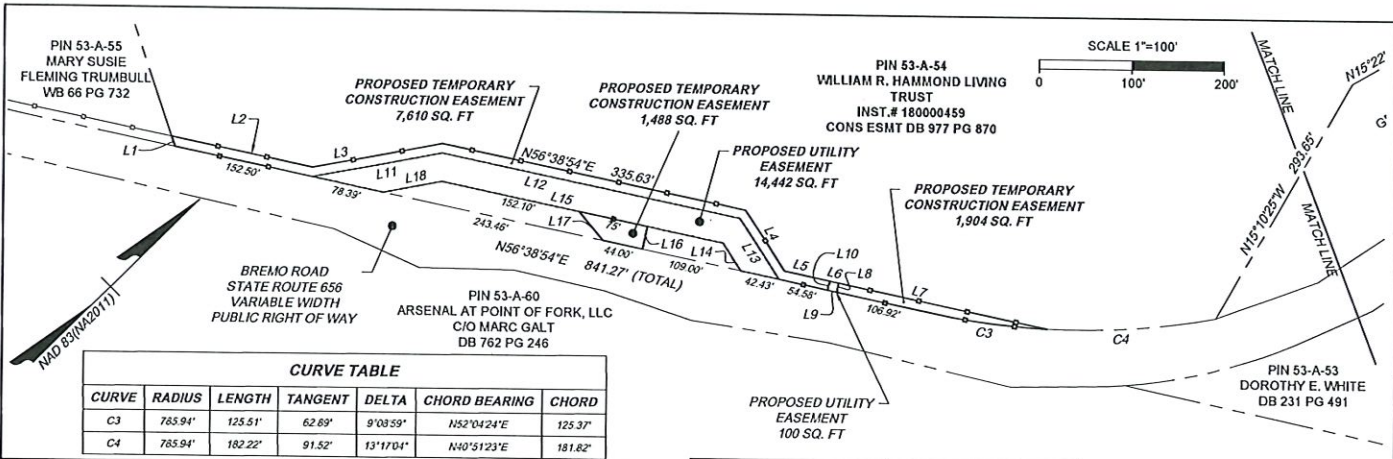 PIN 53-A-55
MARY SUSIE
FLEMING TRUMBULL
WB 66 PG 732
L1
L2
152.50'
L3
L11
78.39'
L18
PROPOSED TEMPORARY
CONSTRUCTION EASEMENT
7,610 SQ. FT
PROPOSED TEMPORARY
CONSTRUCTION EASEMENT
1,488 SQ. FT
N56°38'54"E 335.63'
L12
L15
152.10'
L17
75'
L16
243.46'
N56°38'54"E 841.27' (TOTAL)
44.00'
109.00'
L14
L13
42.43'
L4
PIN 53-A-54
WILLIAM R. HAMMOND LIVING
TRUST
INST.# 180000459
CONS ESMT DB 977 PG 870
PROPOSED UTILITY
EASEMENT
14,442 SQ. FT
PROPOSED TEMPORARY
CONSTRUCTION EASEMENT
1,904 SQ. FT
L5
L10
L6
L8
L7
54.58'
L9
106.92'
C3
C4
SCALE 1"=100'
0 100' 200'
MATCH LINE
MATCH LINE
N15°22'
N15°10'25"W 293.65'
G'
NAD 83(NA2011)
BREMO ROAD
STATE ROUTE 656
VARIABLE WIDTH
PUBLIC RIGHT OF WAY
PIN 53-A-60
ARSENAL AT POINT OF FORK, LLC
C/O MARC GALT
DB 762 PG 246
PROPOSED UTILITY
EASEMENT
100 SQ. FT
PIN 53-A-53
DOROTHY E. WHITE
DB 231 PG 491
CURVE TABLE
CURVE RADIUS LENGTH TANGENT DELTA CHORD BEARING CHORD
C3 785.94' 125.51' 62.89' 9°08'59" N52°04'24"E 125.37'
C4 785.94' 182.22' 91.52' 13°17'04" N40°51'23"E 181.82'